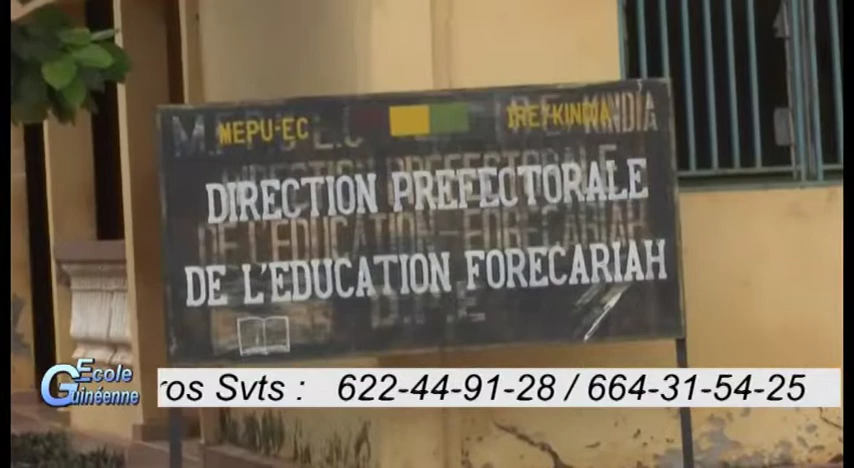 MEPU-EC IRE/KINDIA
DIRECTION PREFECTORALE
DE L'EDUCATION FORECARIAH
D.P.E
Ecole
Guinéenne
ros Svts : 622-44-91-28 / 664-31-54-25